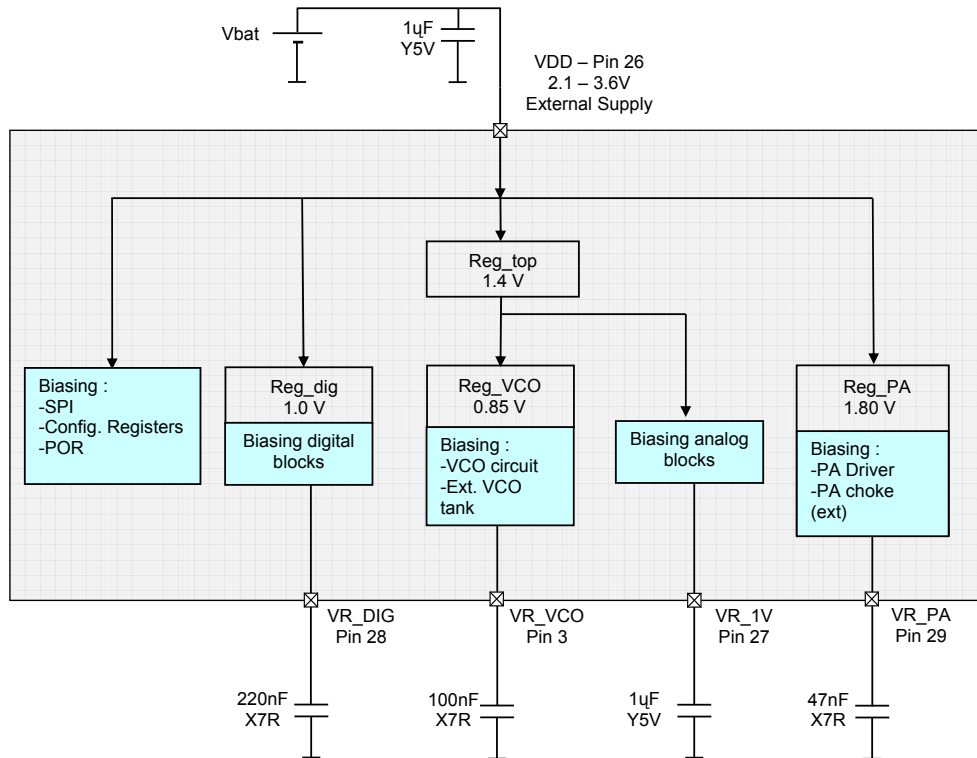 Vbat
1ųF
Y5V
VDD – Pin 26
2.1 – 3.6V
External Supply
Reg_top
1.4 V
Biasing :
-SPI
-Config. Registers
-POR
Reg_dig
1.0 V
Biasing digital
blocks
Reg_VCO
0.85 V
Biasing :
-VCO circuit
-Ext. VCO
tank
Biasing analog
blocks
Reg_PA
1.80 V
Biasing :
-PA Driver
-PA choke
(ext)
VR_DIG
Pin 28
VR_VCO
Pin 3
VR_1V
Pin 27
VR_PA
Pin 29
220nF
X7R
100nF
X7R
1ųF
Y5V
47nF
X7R